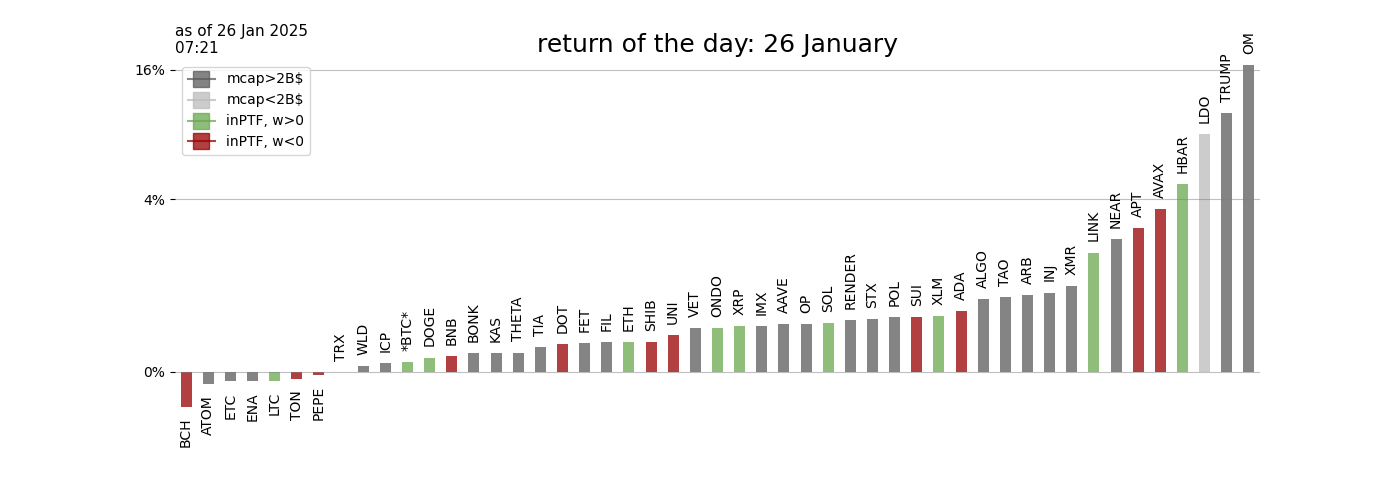 as of 26 Jan 2025
07:21
return of the day: 26 January
16%
4%
0%
mcap>2B$
mcap<2B$
inPTF, w>0
inPTF, w<0
BCH
ATOM
ETC
ENA
LTC
TON
PEPE
TRX
WLD
ICP
*BTC*
DOGE
BNB
BONK
KAS
THETA
TIA
DOT
FET
FIL
ETH
SHIB
UNI
VET
ONDO
XRP
IMX
AAVE
OP
SOL
RENDER
STX
POL
SUI
XLM
ADA
ALGO
TAO
ARB
INJ
XMR
LINK
NEAR
APT
AVAX
HBAR
LDO
TRUMP
OM